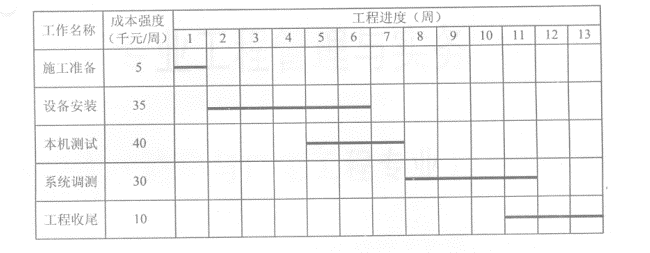 工作名称 成本强度（千元/周） 工程进度（周）
1 2 3 4 5 6 7 8 9 10 11 12 13
施工准备 5
设备安装 35
本机测试 40
系统调测 30
工程收尾 10